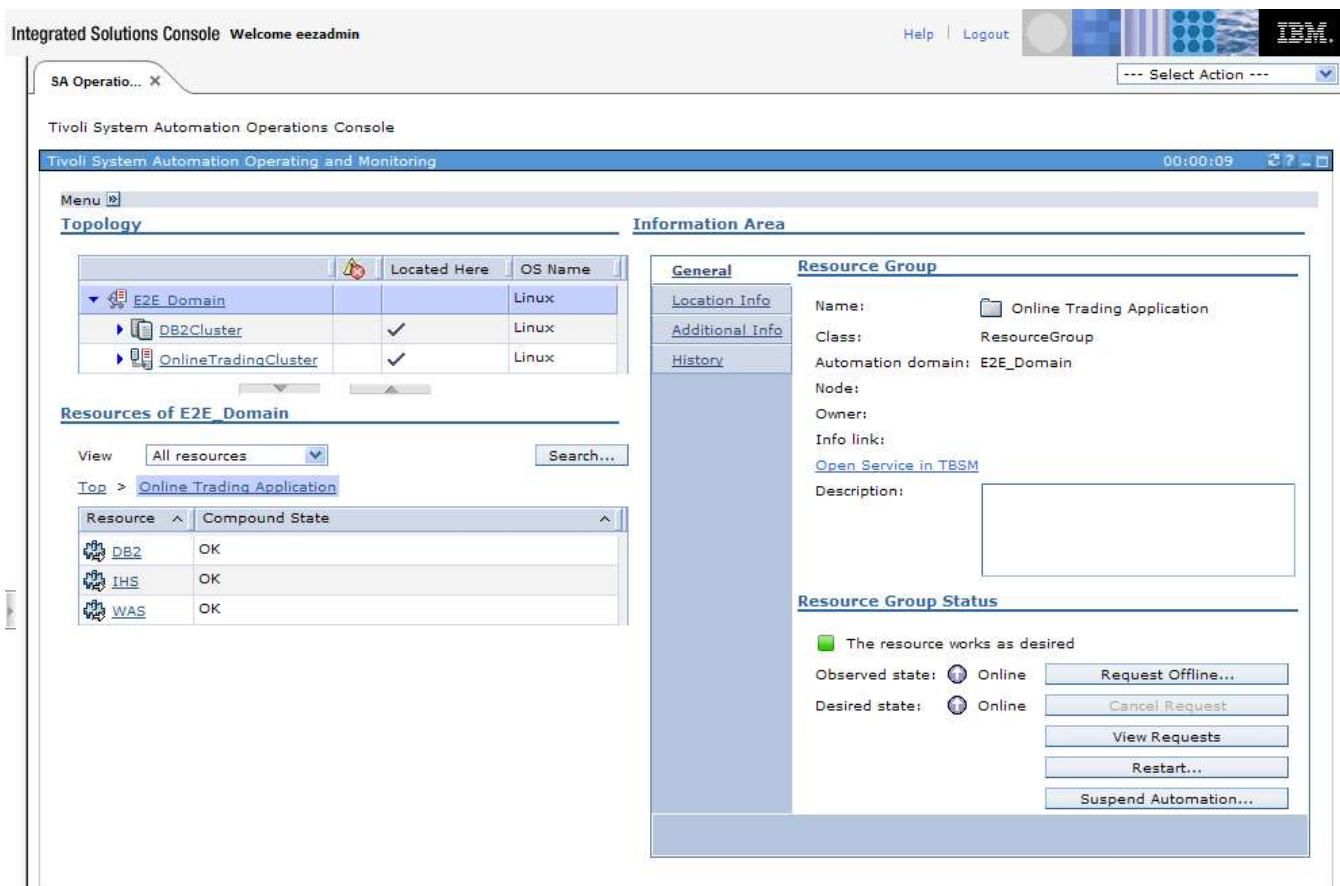 Integrated Solutions Console Welcome eezadmin
Help | Logout
IBM.
SA Operatio... X
--- Select Action ---
Tivoli System Automation Operations Console
Tivoli System Automation Operating and Monitoring 00:00:09
Menu
Topology
Located Here OS Name
E2E_Domain Linux
DB2Cluster Linux
OnlineTradingCluster Linux
Resources of E2E_Domain
View All resources Search...
Top > Online Trading Application
Resource Compound State
DB2 OK
IHS OK
WAS OK
Information Area
General
Location Info
Additional Info
History
Resource Group
Name: Online Trading Application
Class: ResourceGroup
Automation domain: E2E_Domain
Node:
Owner:
Info link:
Open Service in TBSM
Description:
Resource Group Status
The resource works as desired
Observed state: Online Request Offline...
Desired state: Online Cancel Request
View Requests
Restart...
Suspend Automation...